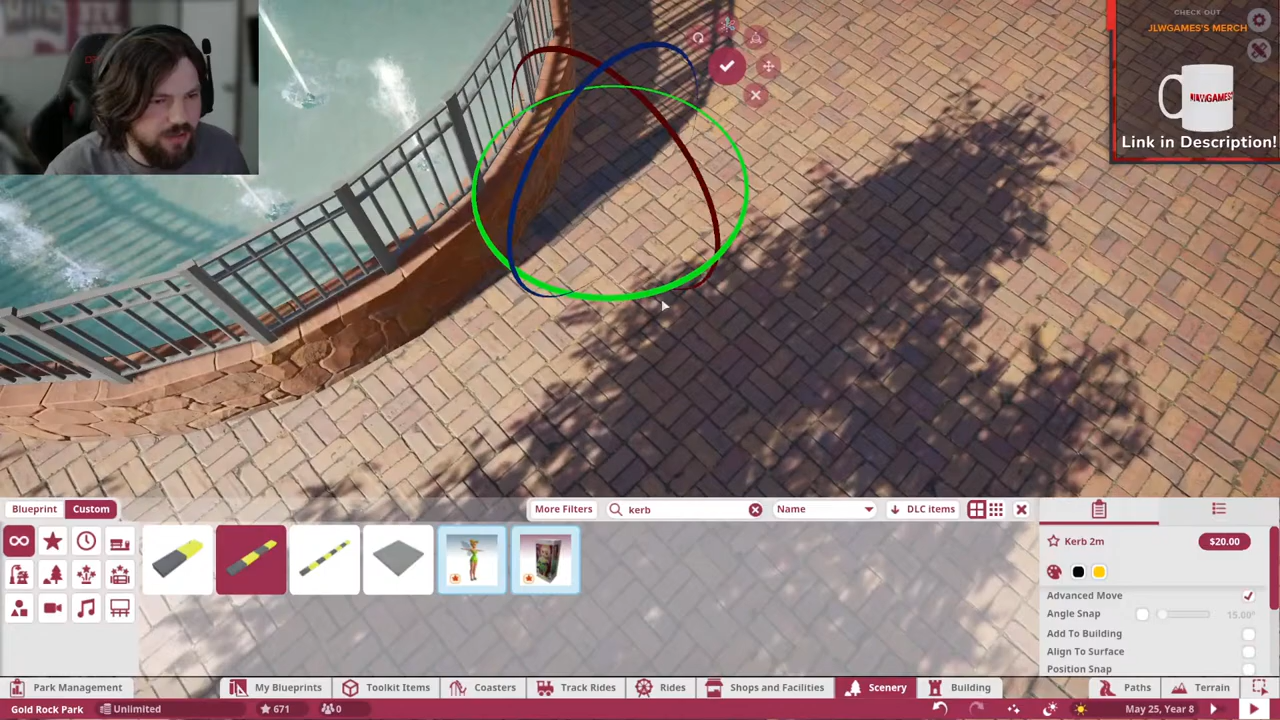 CHECK OUT
JLWGAMES'S MERCH
JLWGAMES
Link in Description!
Blueprint
Custom
More Filters
kerb
Name
DLC items
Kerb 2m
$20.00
Advanced Move
Angle Snap
15.00°
Add To Building
Align To Surface
Position Snap
Park Management
My Blueprints
Toolkit Items
Coasters
Track Rides
Rides
Shops and Facilities
Scenery
Building
Paths
Terrain
Gold Rock Park
Unlimited
671
0
May 25, Year 8